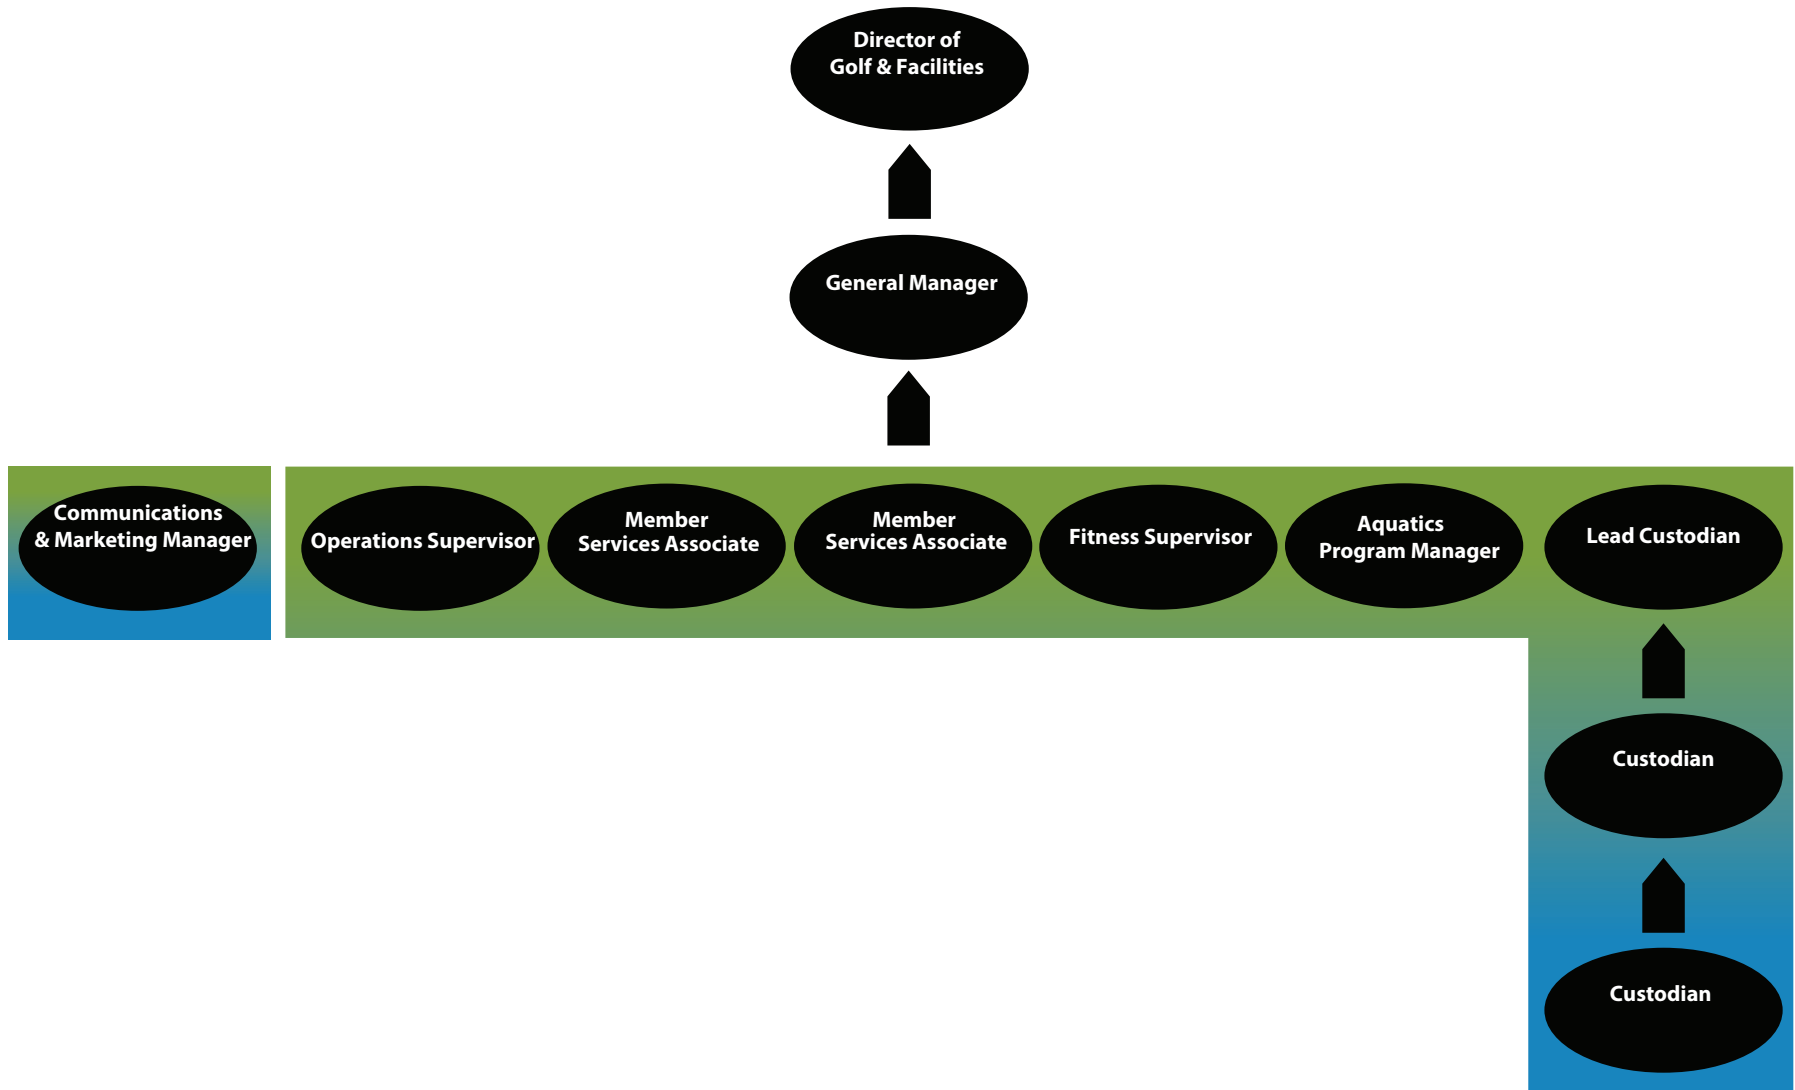 Director of
Golf & Facilities
General Manager
Communications
& Marketing Manager
Operations Supervisor
Member
Services Associate
Member
Services Associate
Fitness Supervisor
Aquatics
Program Manager
Lead Custodian
Custodian
Custodian